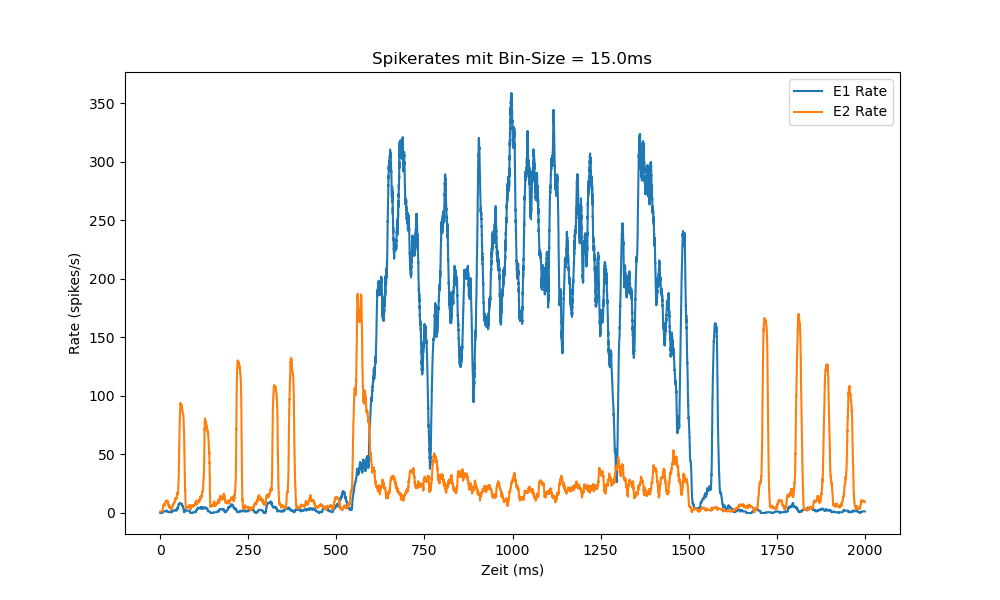 Spikerates mit Bin-Size = 15.0ms
E1 Rate
E2 Rate
Rate (spikes/s)
350
300
250
200
150
100
50
0
0 250 500 750 1000 1250 1500 1750 2000
Zeit (ms)